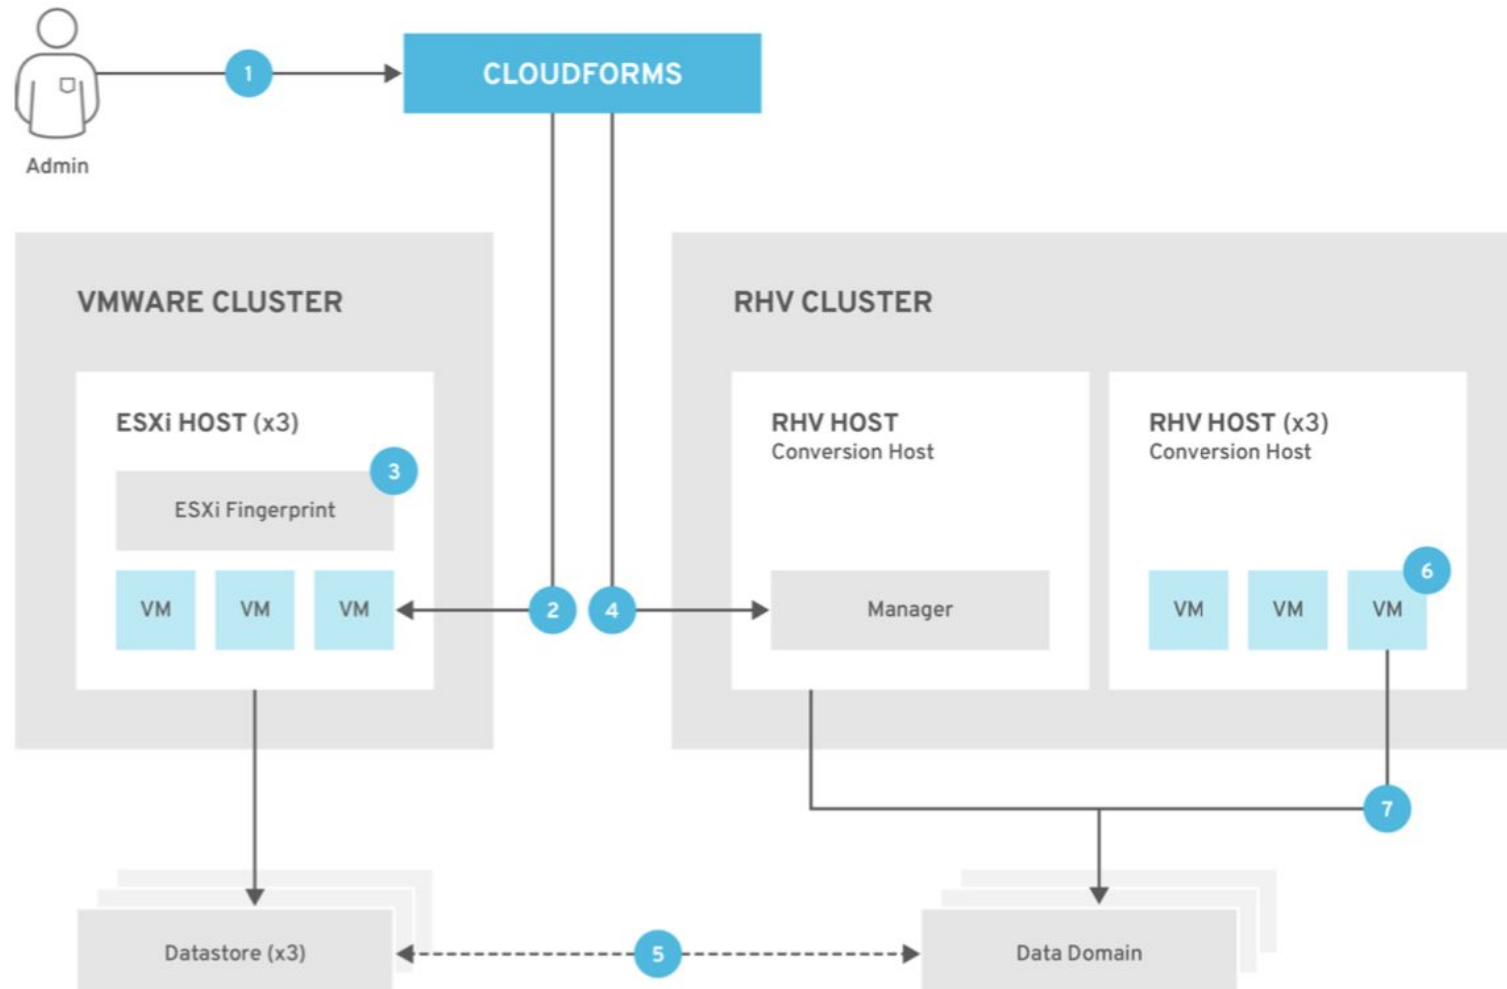 1
CLOUDFORMS
Admin
VMWARE CLUSTER
RHV CLUSTER
ESXi HOST (x3)
3
ESXi Fingerprint
VM VM VM
2
4
RHV HOST
Conversion Host
Manager
RHV HOST (x3)
Conversion Host
6
VM VM VM
7
Datastore (x3)
5
Data Domain